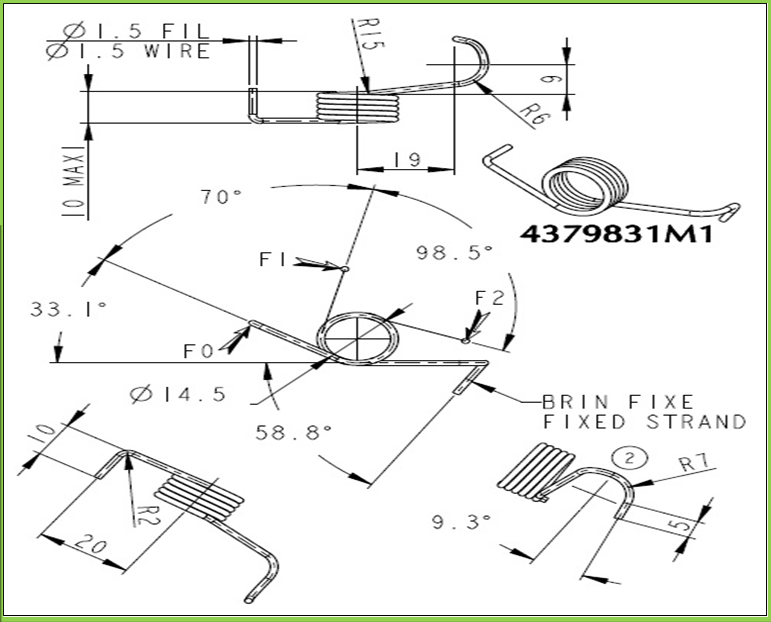 Ø1.5 FIL
Ø1.5 WIRE
R15
6
R6
10 MAXI
19
4379831M1
70°
98.5°
F1
F2
33.1°
F0
Ø14.5
58.8°
BRIN FIXE
FIXED STRAND
10
R2
20
2
R7
9.3°
5